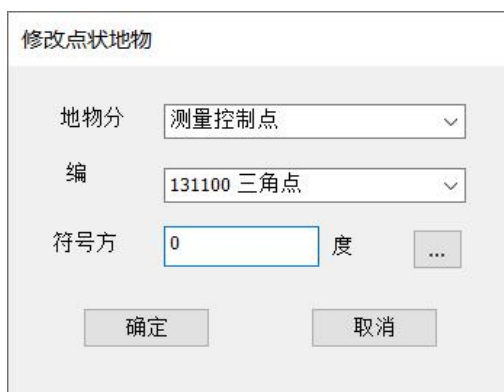 修改点状地物
地物分 测量控制点
编 131100 三角点
符号方 0 度 ...
确定 取消